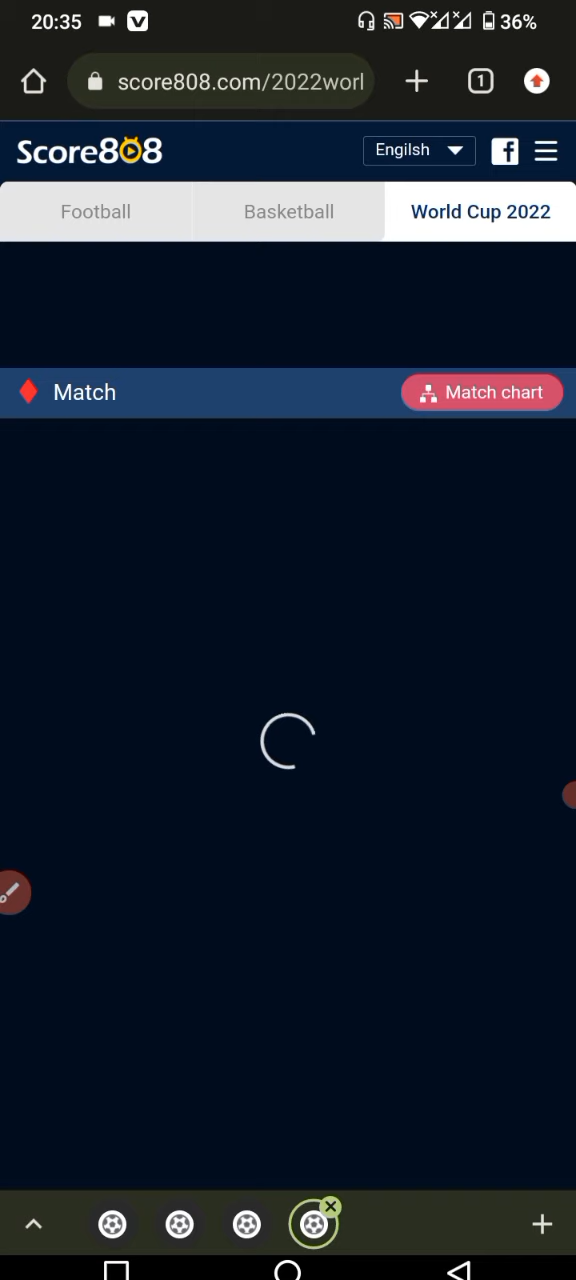 20:35
36%
score808.com/2022worl
1
Score808
English
Football
Basketball
World Cup 2022
Match
Match chart